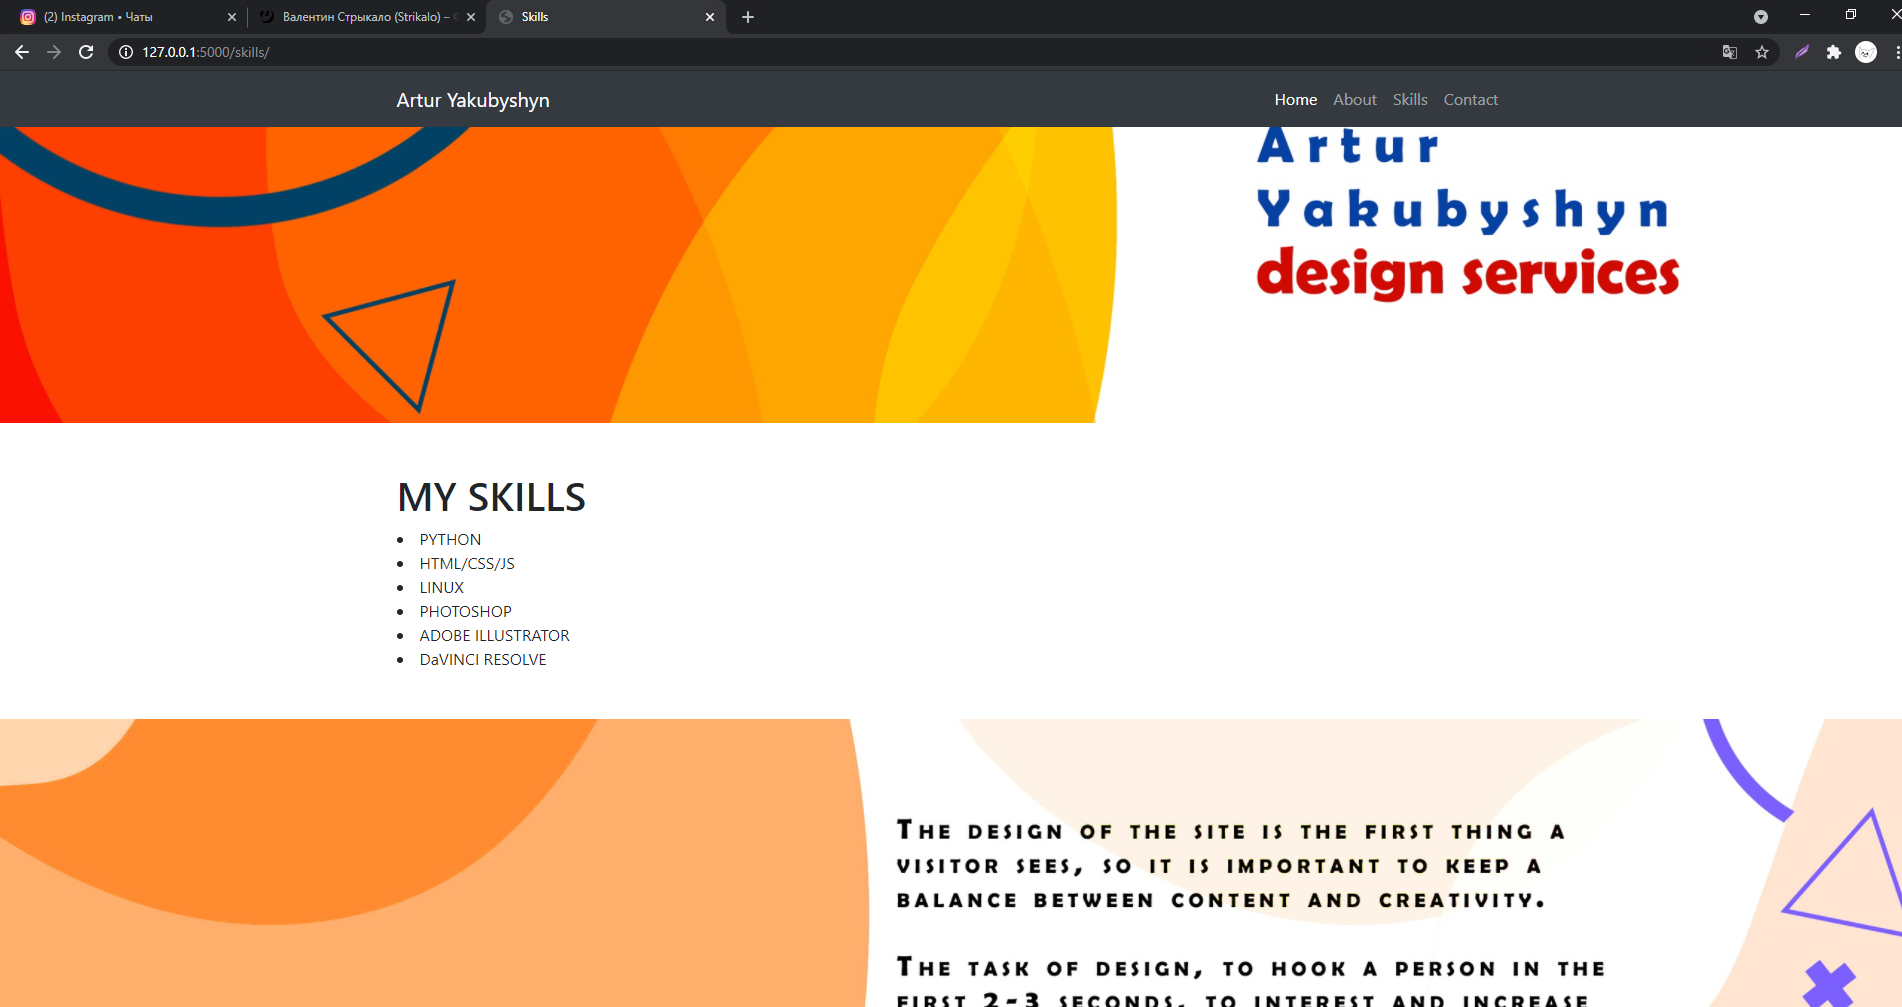 (2) Instagram • Чаты
Валентин Стрыкало (Strikalo) –
Skills
127.0.0.1:5000/skills/
Artur Yakubyshyn
Home About Skills Contact
Artur
Yakubyshyn
design services
MY SKILLS
• PYTHON
• HTML/CSS/JS
• LINUX
• PHOTOSHOP
• ADOBE ILLUSTRATOR
• DaVINCI RESOLVE
THE DESIGN OF THE SITE IS THE FIRST THING A
VISITOR SEES, SO IT IS IMPORTANT TO KEEP A
BALANCE BETWEEN CONTENT AND CREATIVITY.
THE TASK OF DESIGN, TO HOOK A PERSON IN THE
FIRST 2-3 SECONDS, TO INTEREST AND INCREASE